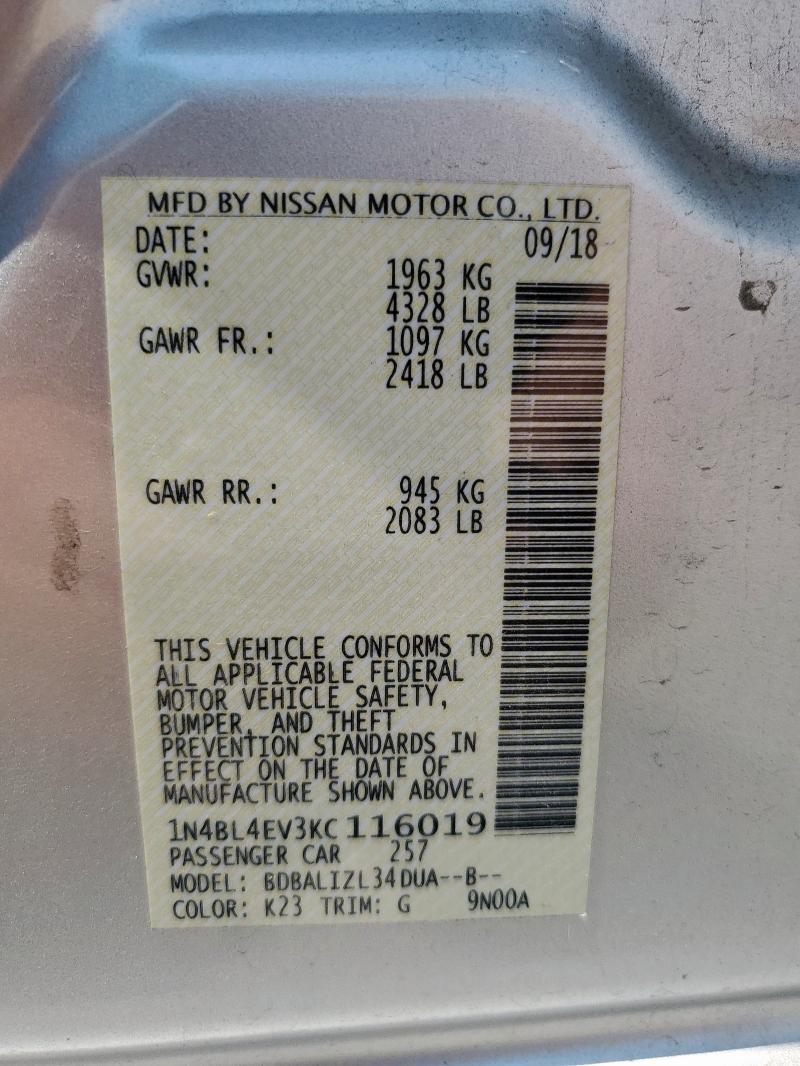 MFD BY NISSAN MOTOR CO., LTD.
DATE: 09/18
GVWR: 1963 KG
4328 LB
GAWR FR.: 1097 KG
2418 LB
GAWR RR.: 945 KG
2083 LB
THIS VEHICLE CONFORMS TO
ALL APPLICABLE FEDERAL
MOTOR VEHICLE SAFETY,
BUMPER, AND THEFT
PREVENTION STANDARDS IN
EFFECT ON THE DATE OF
MANUFACTURE SHOWN ABOVE.
1N4BL4EV3KC116019
PASSENGER CAR 257
MODEL: BDBALIZL34DUA--B--
COLOR: K23 TRIM: G 9N00A